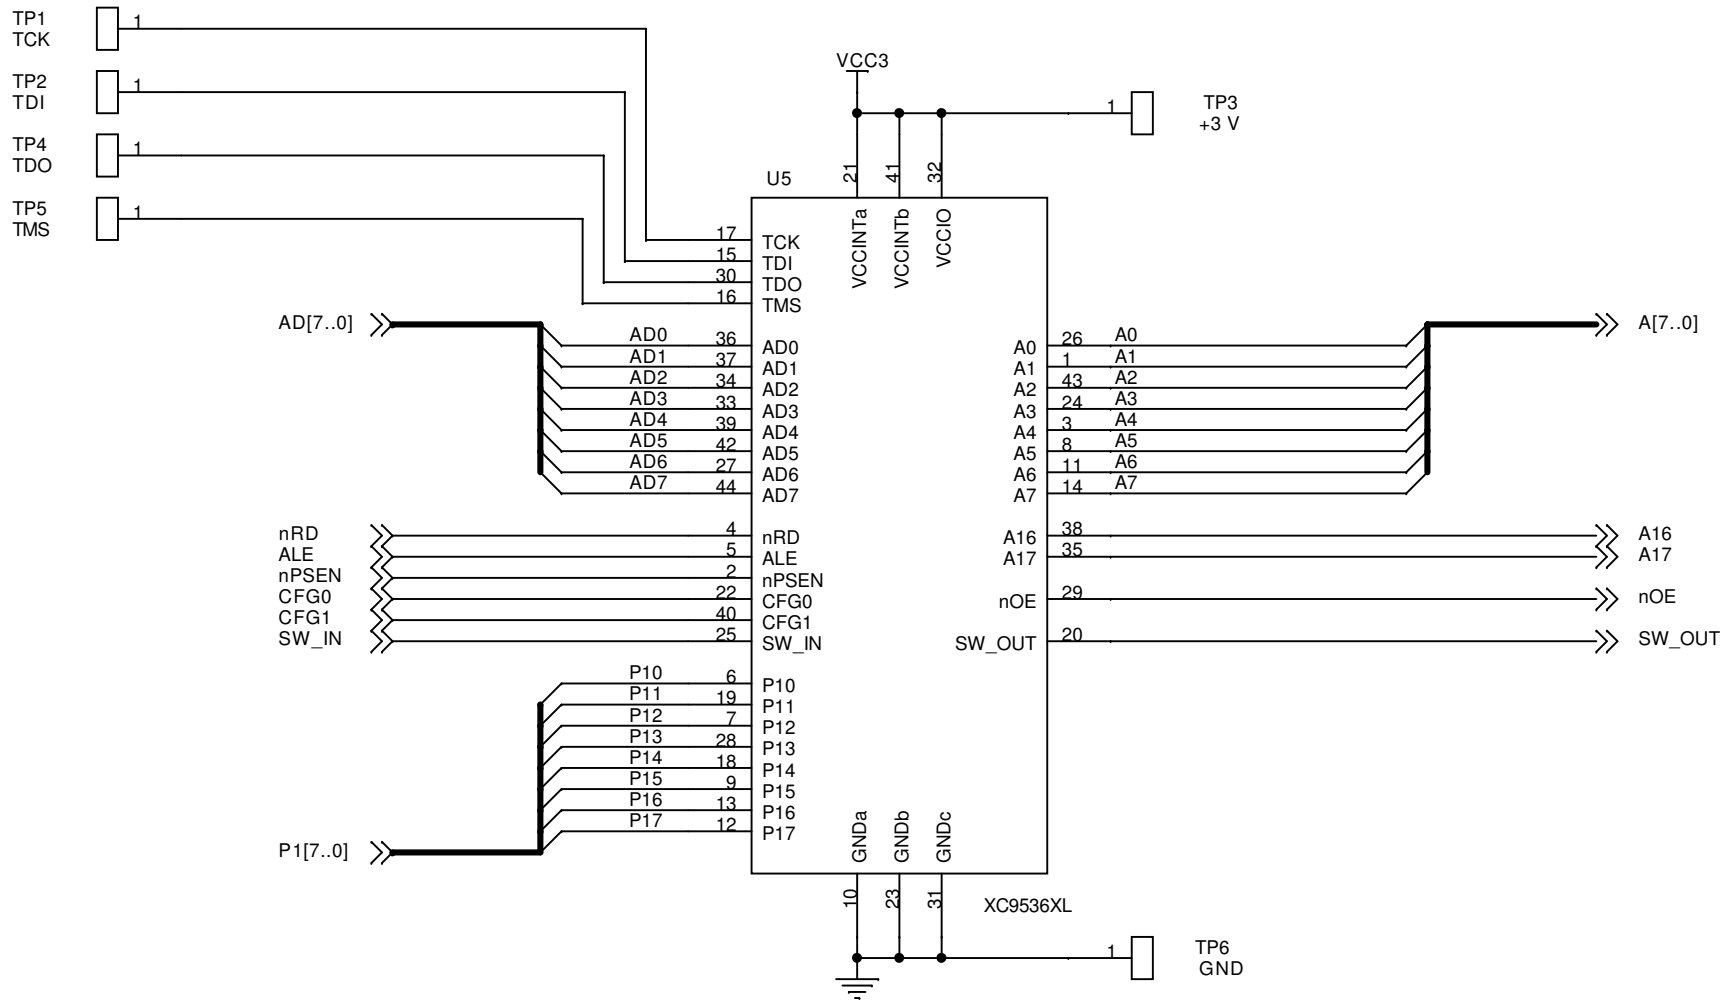 TP1 1
TCK
TP2 1
TDI
TP4 1
TDO
TP5 1
TMS
VCC3
1 TP3
+3 V
U5
21 41 32
VCCINTa VCCINTb VCCIO
17 TCK
15 TDI
30 TDO
16 TMS
AD[7..0]
A[7..0]
AD0 36 AD0 A0 26 A0
AD1 37 AD1 A1 1 A1
AD2 34 AD2 A2 43 A2
AD3 33 AD3 A3 24 A3
AD4 39 AD4 A4 3 A4
AD5 42 AD5 A5 8 A5
AD6 27 AD6 A6 11 A6
AD7 44 AD7 A7 14 A7
nRD 4 nRD A16 38 A16
ALE 5 ALE A17 35 A17
nPSEN 2 nPSEN
CFG0 22 CFG0 nOE 29 nOE
CFG1 40 CFG1
SW_IN 25 SW_IN SW_OUT 20 SW_OUT
P10 6 P10
P11 19 P11
P12 7 P12
P13 28 P13
P14 18 P14
P15 9 P15
P16 13 P16
P17 12 P17
P1[7..0]
GNDa GNDb GNDc
10 23 31
XC9536XL
1 TP6
GND